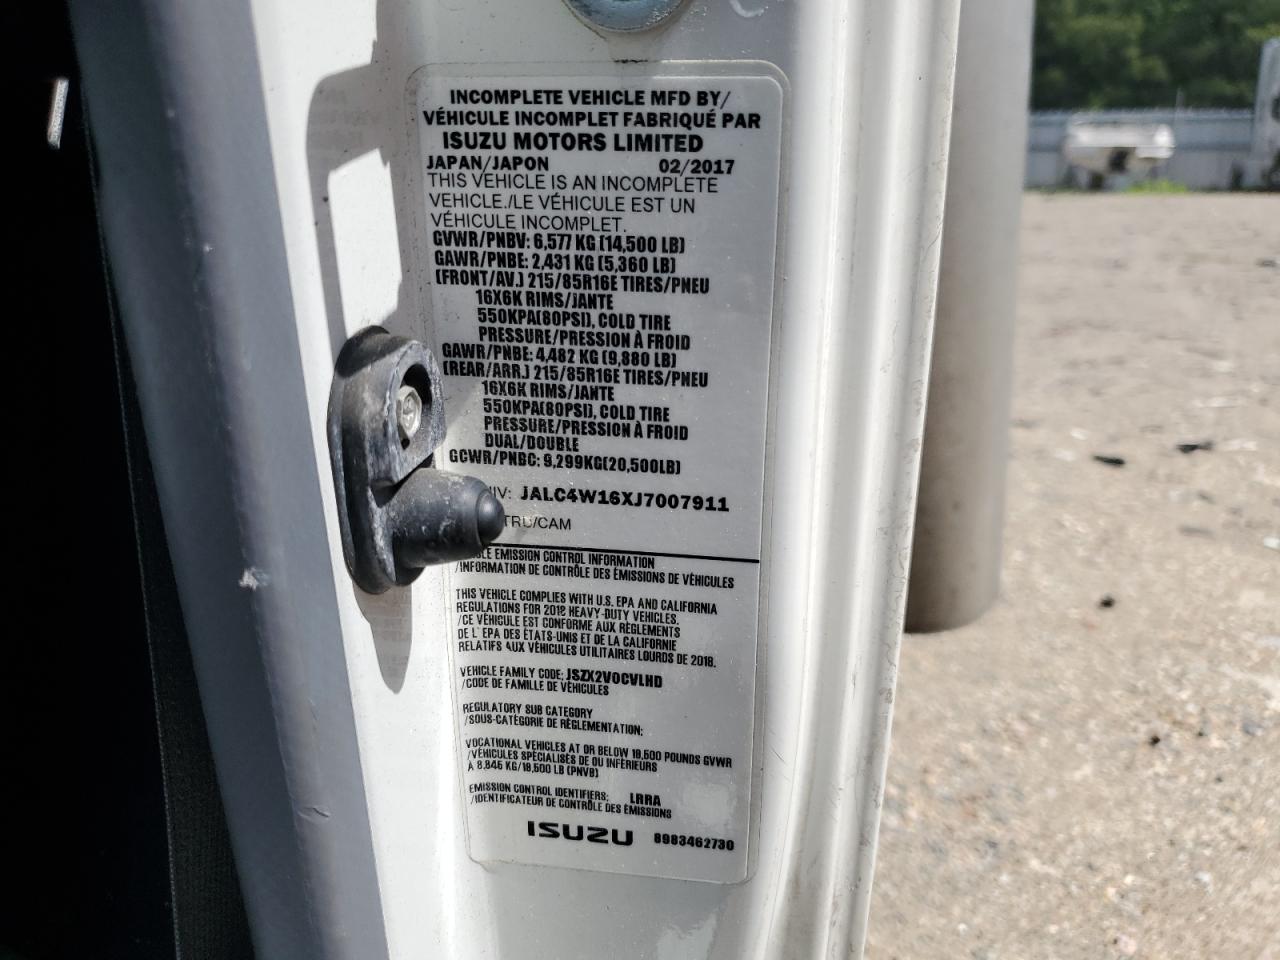 INCOMPLETE VEHICLE MFD BY/
VÉHICULE INCOMPLET FABRIQUÉ PAR
ISUZU MOTORS LIMITED
JAPAN/JAPON 02/2017
THIS VEHICLE IS AN INCOMPLETE
VEHICLE./LE VÉHICULE EST UN
VÉHICULE INCOMPLET.
GVWR/PNBV: 6,577 KG (14,500 LB)
GAWR/PNBE: 2,431 KG (5,360 LB)
(FRONT/AV.) 215/85R16E TIRES/PNEU
16X6K RIMS/JANTE
550KPA(80PSI), COLD TIRE
PRESSURE/PRESSION À FROID
GAWR/PNBE: 4,482 KG (9,880 LB)
(REAR/ARR.) 215/85R16E TIRES/PNEU
16X6K RIMS/JANTE
550KPA(80PSI), COLD TIRE
PRESSURE/PRESSION À FROID
DUAL/DOUBLE
GCWR/PNBC: 9,299KG(20,500LB)
NIV: JALC4W16XJ7007911
TRU/CAM
EMISSION CONTROL INFORMATION
/INFORMATION DE CONTRÔLE DES ÉMISSIONS DE VÉHICULES
THIS VEHICLE COMPLIES WITH U.S. EPA AND CALIFORNIA
REGULATIONS FOR 2018 HEAVY-DUTY VEHICLES.
/CE VÉHICULE EST CONFORME AUX RÈGLEMENTS
DE L'EPA DES ÉTATS-UNIS ET DE LA CALIFORNIE
RELATIFS AUX VÉHICULES UTILITAIRES LOURDS DE 2018.
VEHICLE FAMILY CODE: JSZX2VOCVLHD
/CODE DE FAMILLE DE VÉHICULES
REGULATORY SUB CATEGORY
/SOUS-CATÉGORIE DE RÉGLEMENTATION:
VOCATIONAL VEHICLES AT OR BELOW 19,500 POUNDS GVWR
/VÉHICULES SPÉCIALISÉS DE OU INFÉRIEURS
À 8,845 KG/19,500 LB (PNVB)
EMISSION CONTROL IDENTIFIERS: LRRA
/IDENTIFICATEUR DE CONTRÔLE DES ÉMISSIONS
ISUZU 8983462730